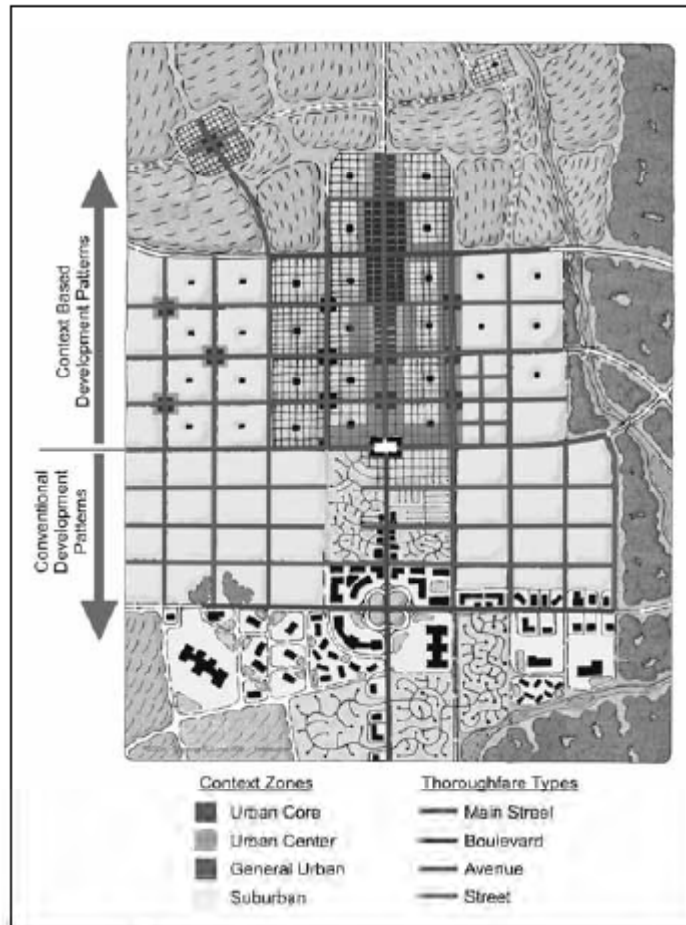 Context Based
Development Patterns
Conventional
Development
Patterns
Context Zones
Urban Core
Urban Center
General Urban
Suburban
Thoroughfare Types
Main Street
Boulevard
Avenue
Street